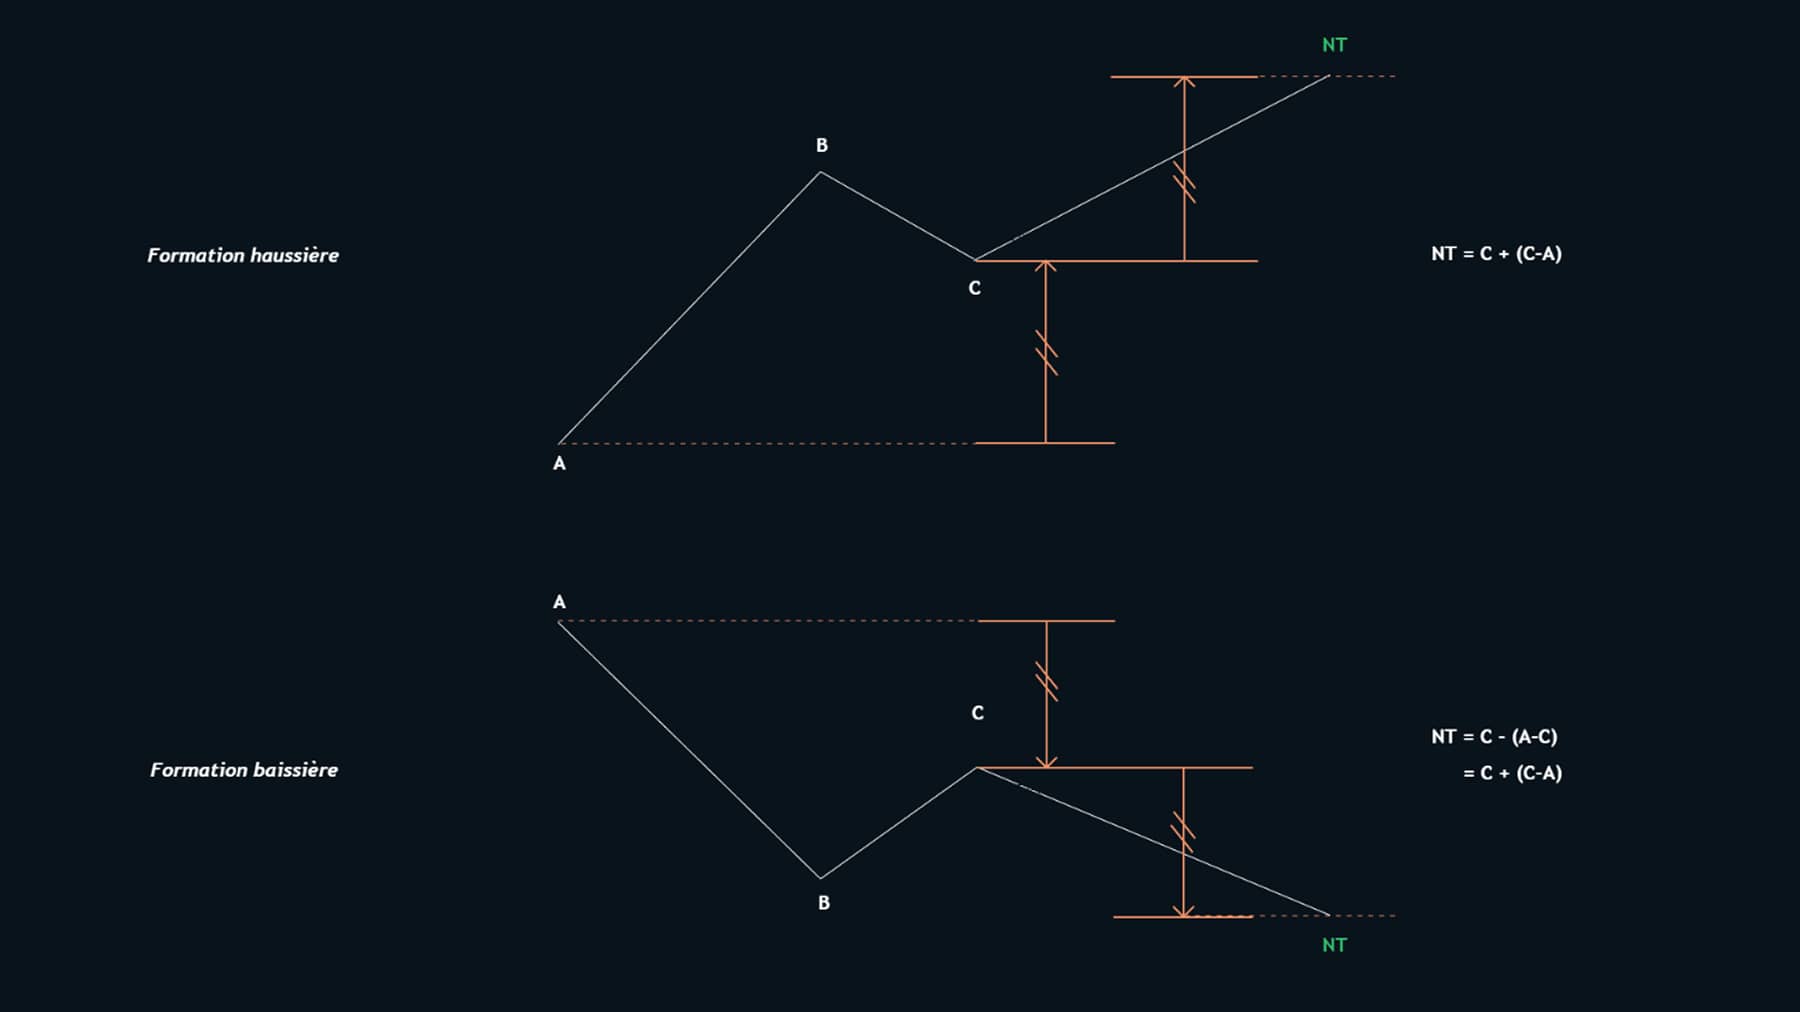 NT
B
Formation haussière
NT = C + (C-A)
C
A
A
C
NT = C - (A-C)
= C + (C-A)
Formation baissière
B
NT